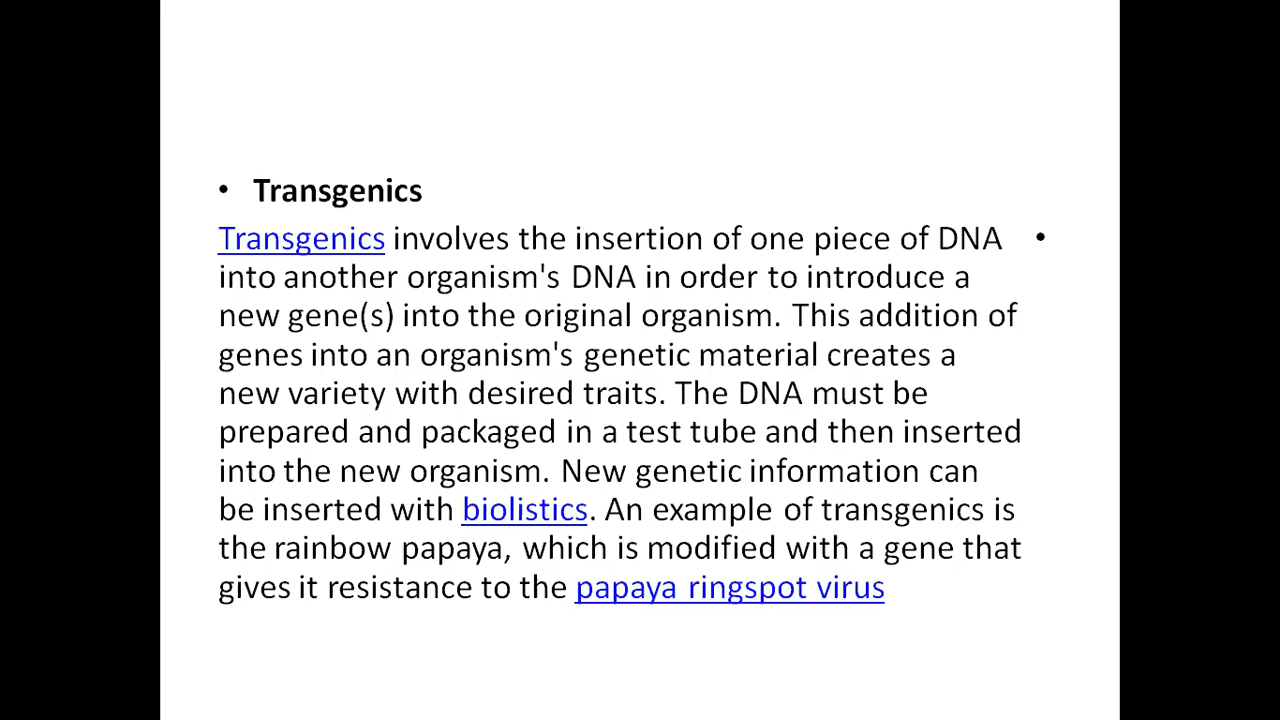 • Transgenics
Transgenics involves the insertion of one piece of DNA •
into another organism's DNA in order to introduce a
new gene(s) into the original organism. This addition of
genes into an organism's genetic material creates a
new variety with desired traits. The DNA must be
prepared and packaged in a test tube and then inserted
into the new organism. New genetic information can
be inserted with biolistics. An example of transgenics is
the rainbow papaya, which is modified with a gene that
gives it resistance to the papaya ringspot virus